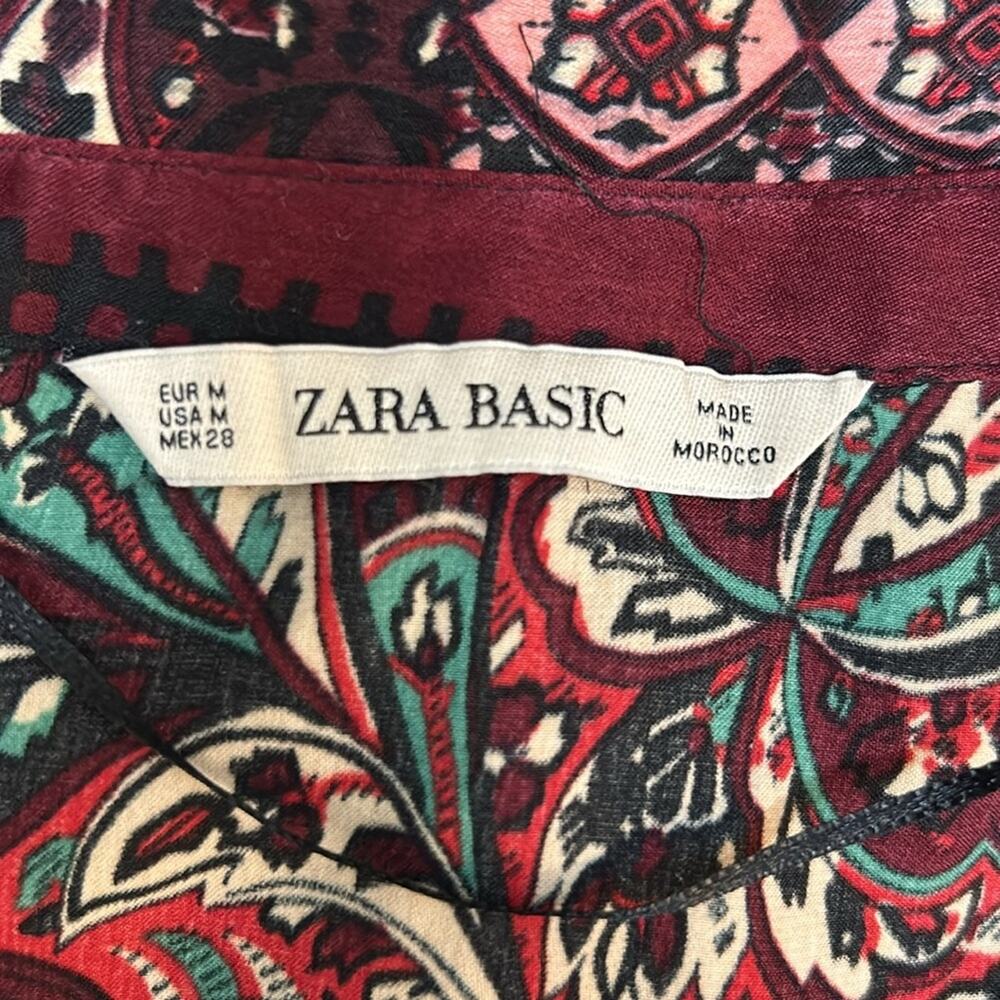 EUR M
USA M
MEX 28
ZARA BASIC
MADE
IN
MOROCCO